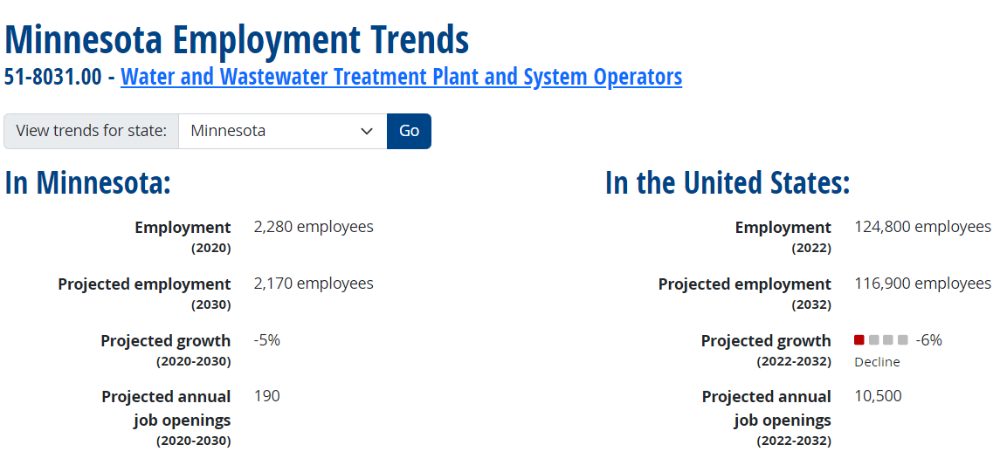 Minnesota Employment Trends
51-8031.00 - Water and Wastewater Treatment Plant and System Operators
View trends for state: Minnesota Go
In Minnesota:
Employment 2,280 employees
(2020)
Projected employment 2,170 employees
(2030)
Projected growth -5%
(2020-2030)
Projected annual 190
job openings
(2020-2030)
In the United States:
Employment 124,800 employees
(2022)
Projected employment 116,900 employees
(2032)
Projected growth -6%
(2022-2032) Decline
Projected annual 10,500
job openings
(2022-2032)